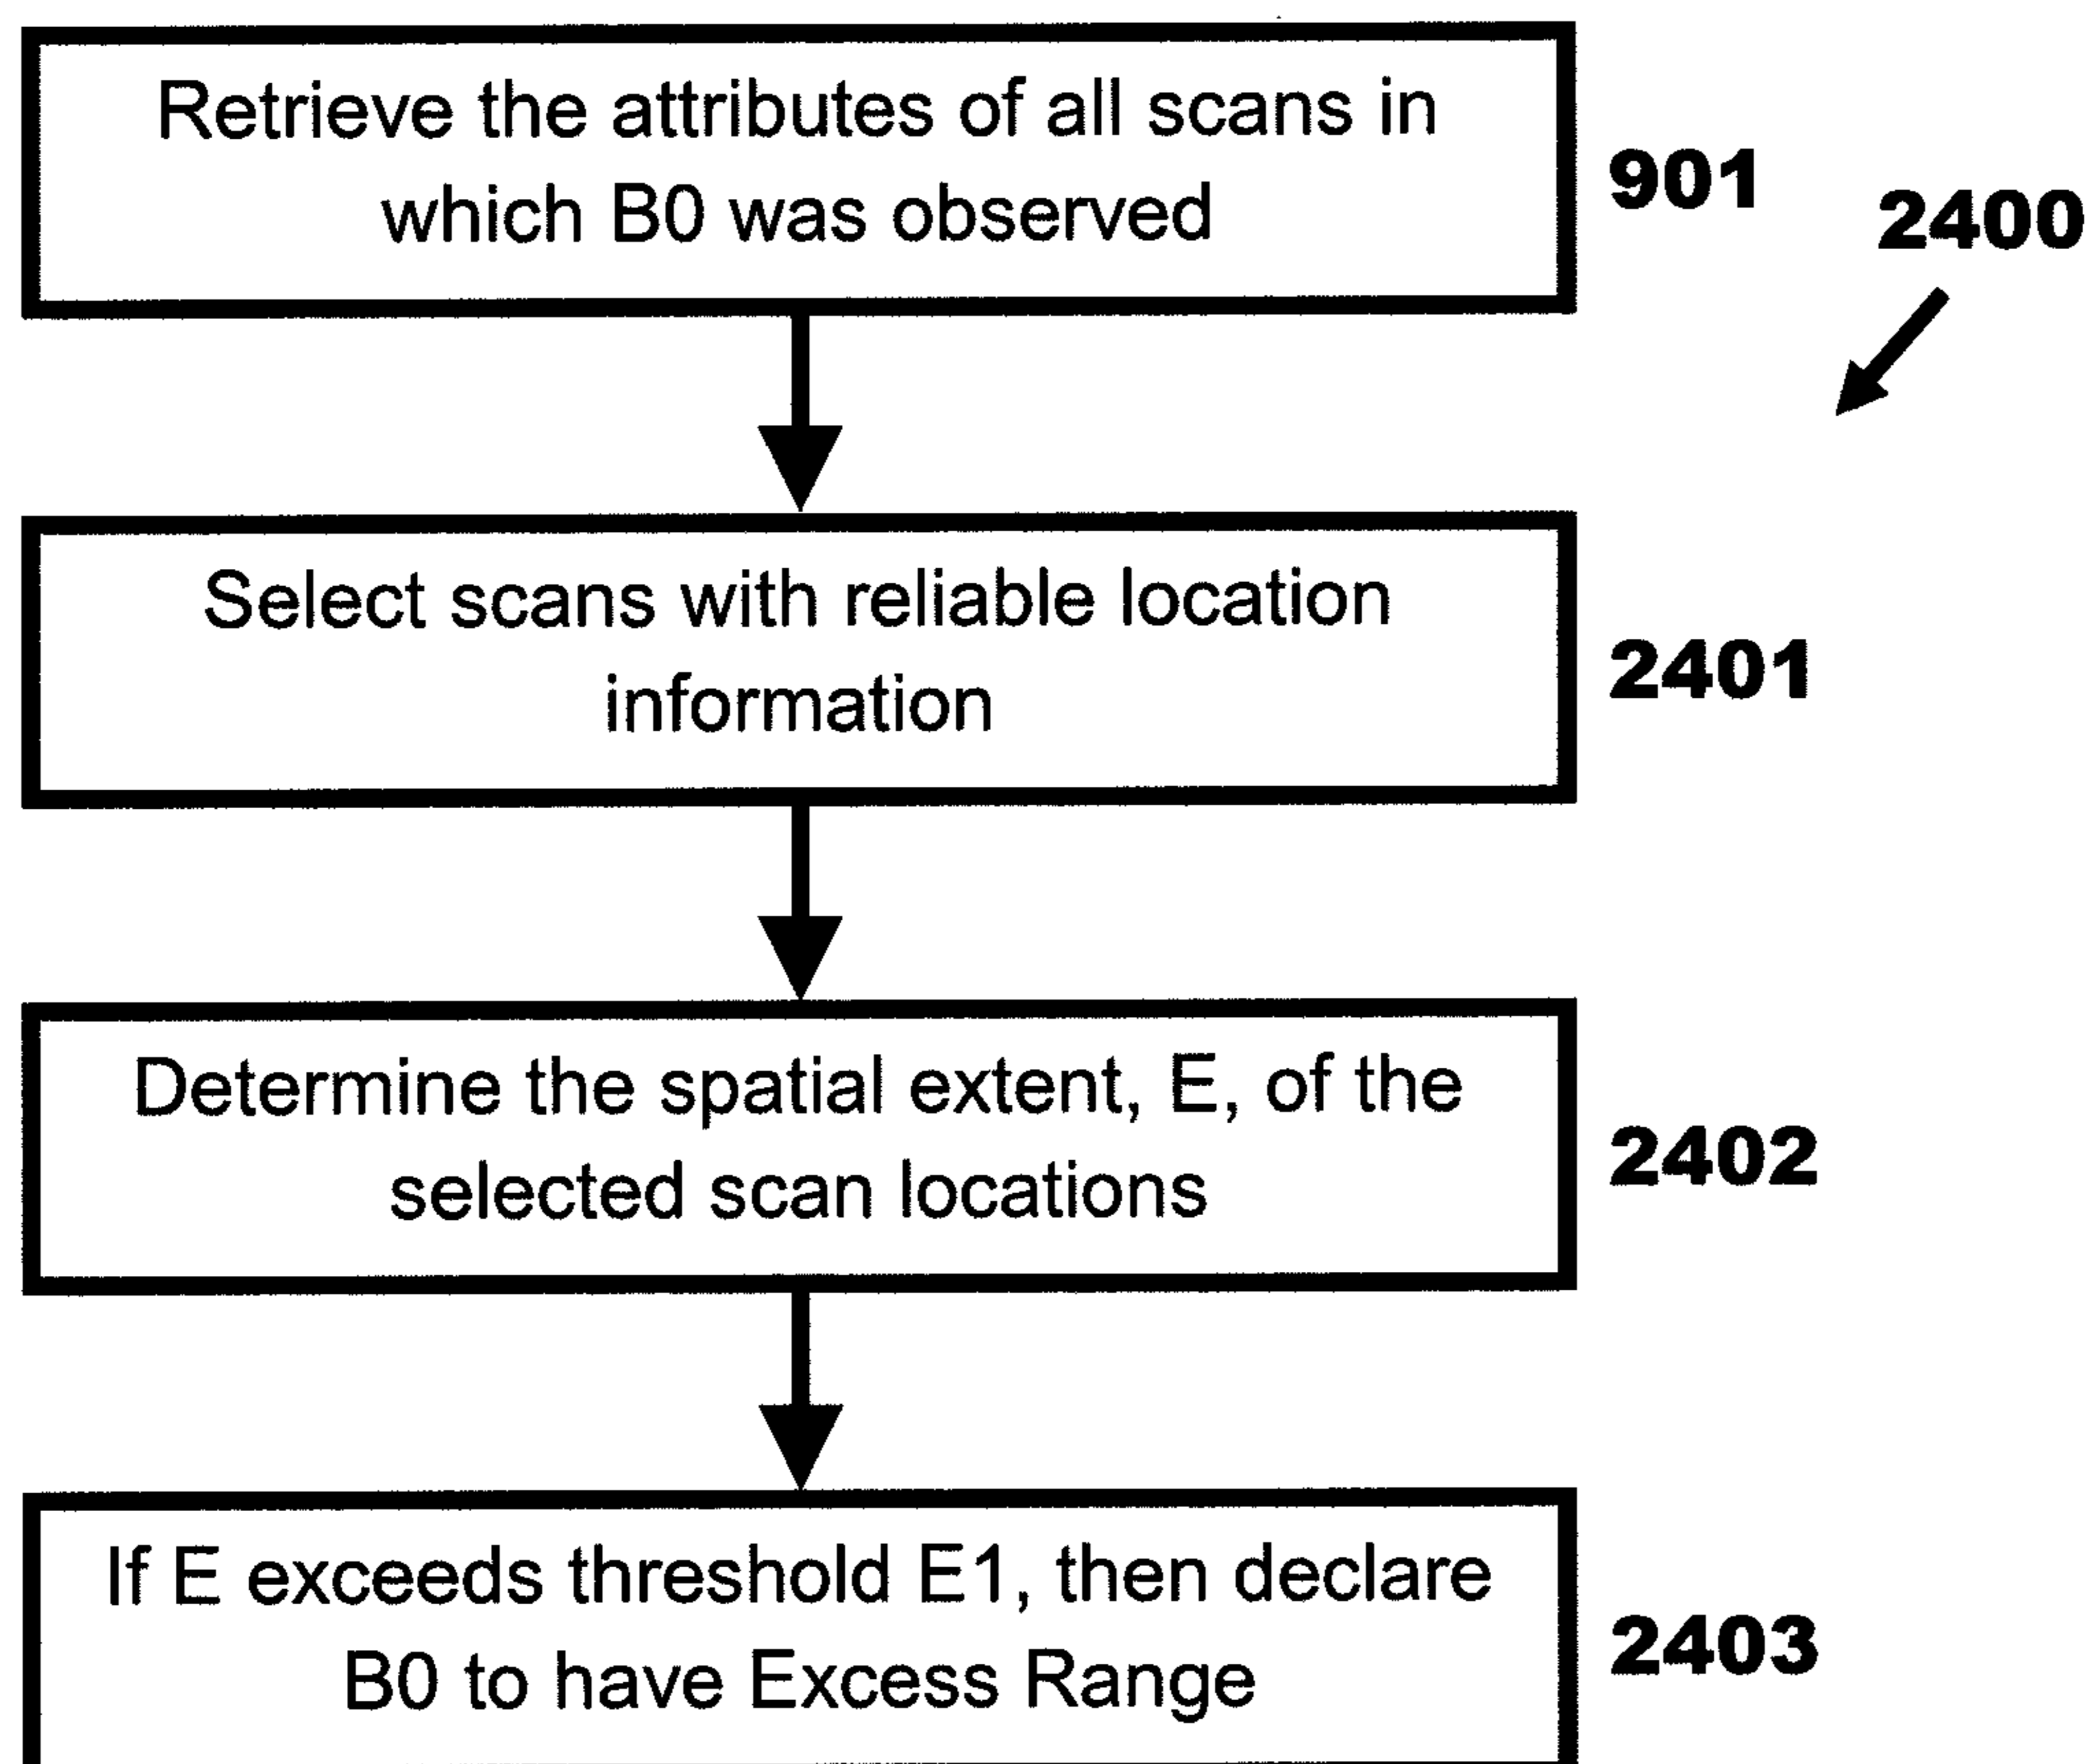 Retrieve the attributes of all scans in
which B0 was observed
901
2400
Select scans with reliable location
information
2401
Determine the spatial extent, E, of the
selected scan locations
2402
If E exceeds threshold E1, then declare
B0 to have Excess Range
2403